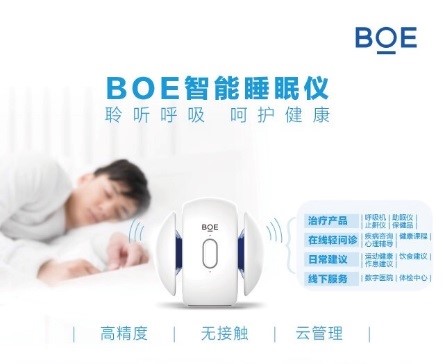 BOE
BOE智能睡眠仪
聆听呼吸 呵护健康
BOE
治疗产品 呼吸机 | 助眠仪 |
止鼾仪 | 保健品 |
在线轻问诊 疾病咨询 | 健康课程 |
心理辅导 |
日常建议 运动健康 | 饮食建议 |
作息建议 |
线下服务 数字医院 | 体检中心 |
| 高精度 | 无接触 | 云管理 |